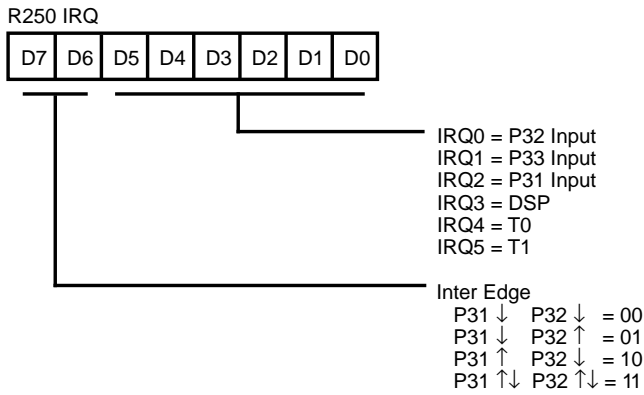 R250 IRQ
D7 D6 D5 D4 D3 D2 D1 D0
IRQ0 = P32 Input
IRQ1 = P33 Input
IRQ2 = P31 Input
IRQ3 = DSP
IRQ4 = T0
IRQ5 = T1
Inter Edge
P31 ↓ P32 ↓ = 00
P31 ↓ P32 ↑ = 01
P31 ↑ P32 ↓ = 10
P31 ↑↓ P32 ↑↓ = 11